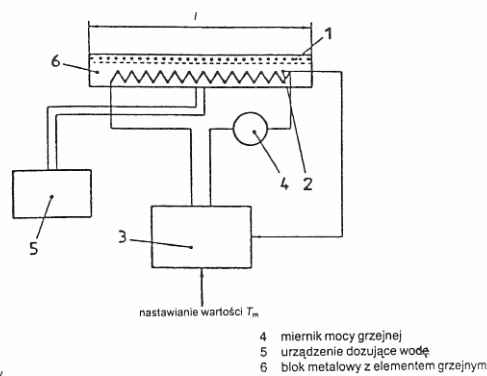 l
1
6
4
2
5
3
nastawianie wartości Tm
4 miernik mocy grzejnej
5 urządzenie dozujące wodę
6 blok metalowy z elementem grzejnym